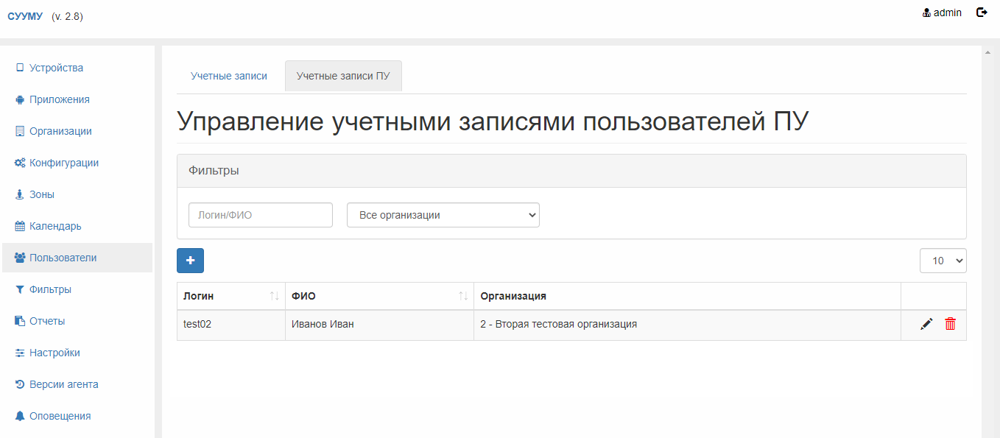 СУУМУ (v. 2.8)
admin
Устройства
Приложения
Организации
Конфигурации
Зоны
Календарь
Пользователи
Фильтры
Отчеты
Настройки
Версии агента
Оповещения
Учетные записи
Учетные записи ПУ
Управление учетными записями пользователей ПУ
Фильтры
Логин/ФИО
Все организации
+
10
Логин ФИО Организация
test02 Иванов Иван 2 - Вторая тестовая организация